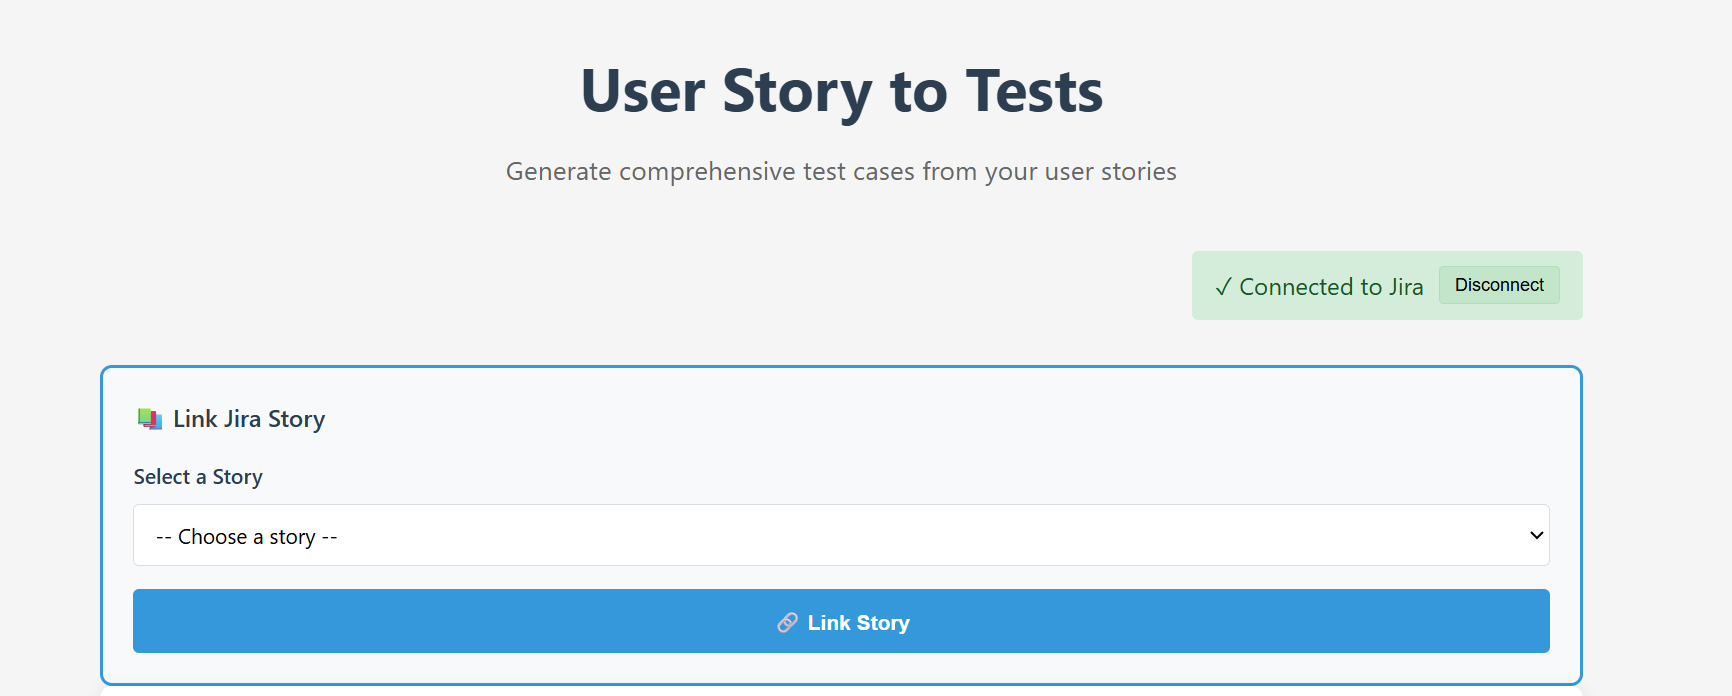 User Story to Tests
Generate comprehensive test cases from your user stories
✓ Connected to Jira Disconnect
Link Jira Story
Select a Story
-- Choose a story --
Link Story